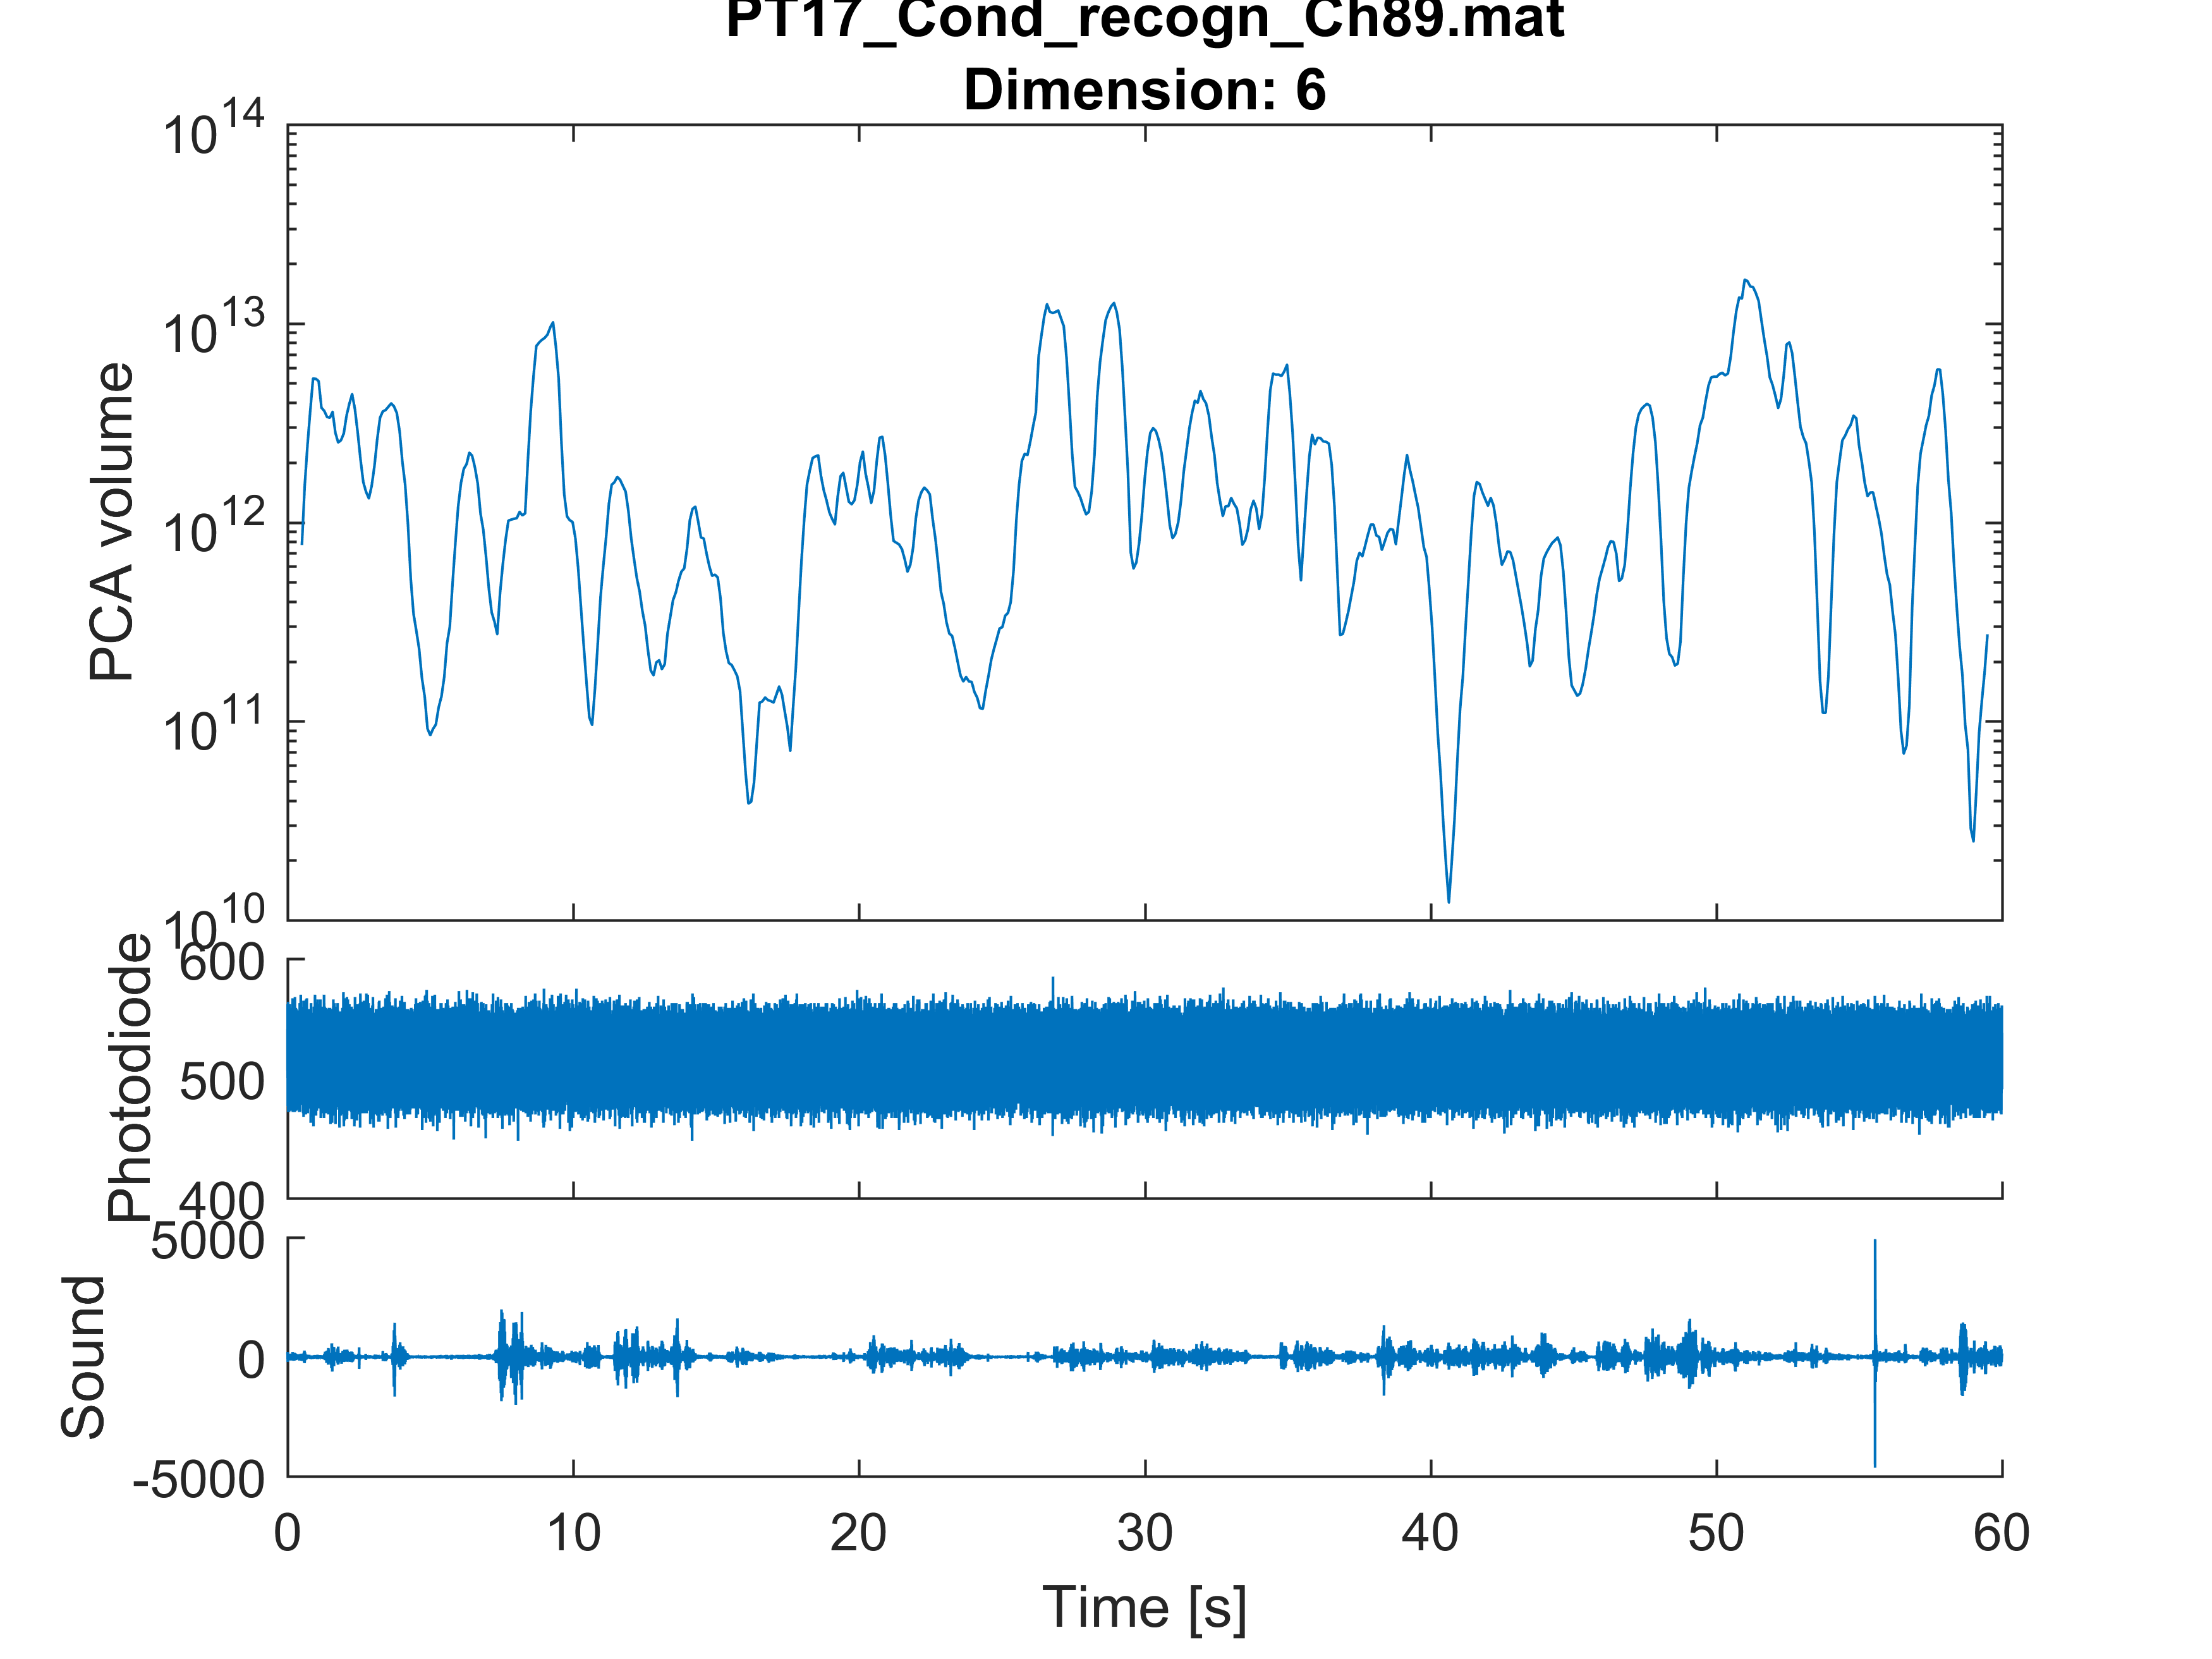 PT17_Cond_recogn_Ch89.mat
Dimension: 6
10^14
10^13
10^12
10^11
10^10
PCA volume
600
500
400
Photodiode
5000
0
-5000
Sound
0 10 20 30 40 50 60
Time [s]